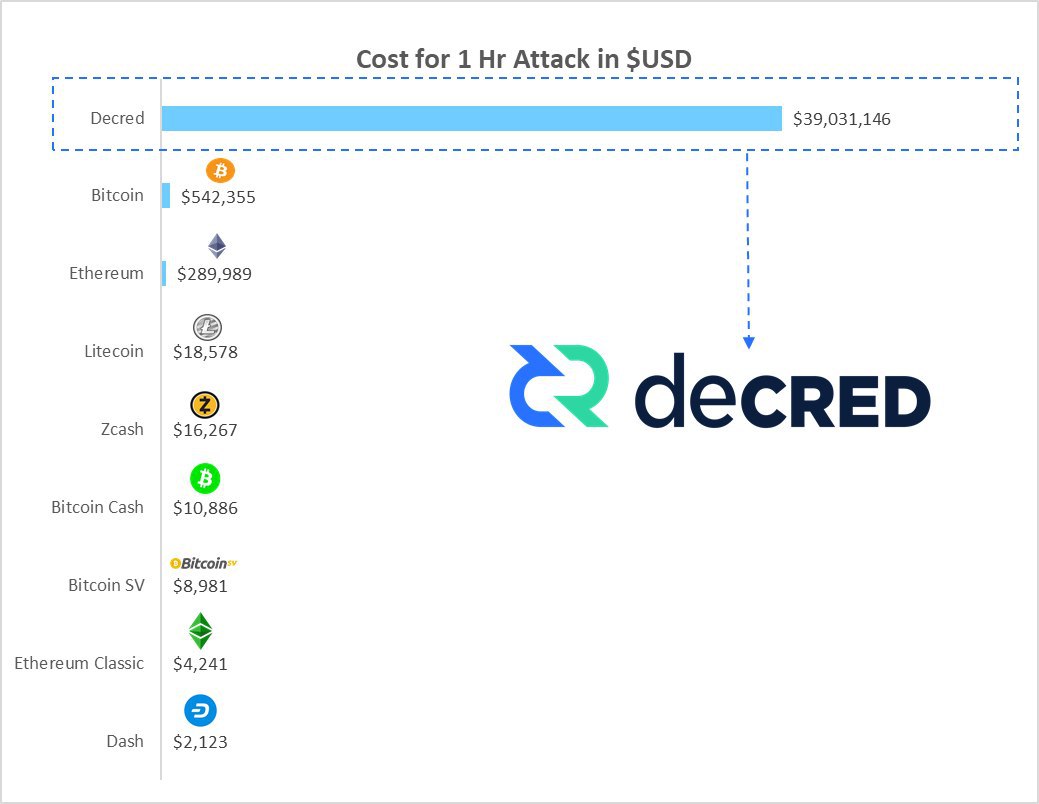 Cost for 1 Hr Attack in $USD
Decred $39,031,146
Bitcoin $542,355
Ethereum $289,989
Litecoin $18,578
Zcash $16,267
Bitcoin Cash $10,886
BitcoinSV
Bitcoin SV $8,981
Ethereum Classic $4,241
Dash $2,123
deCRED